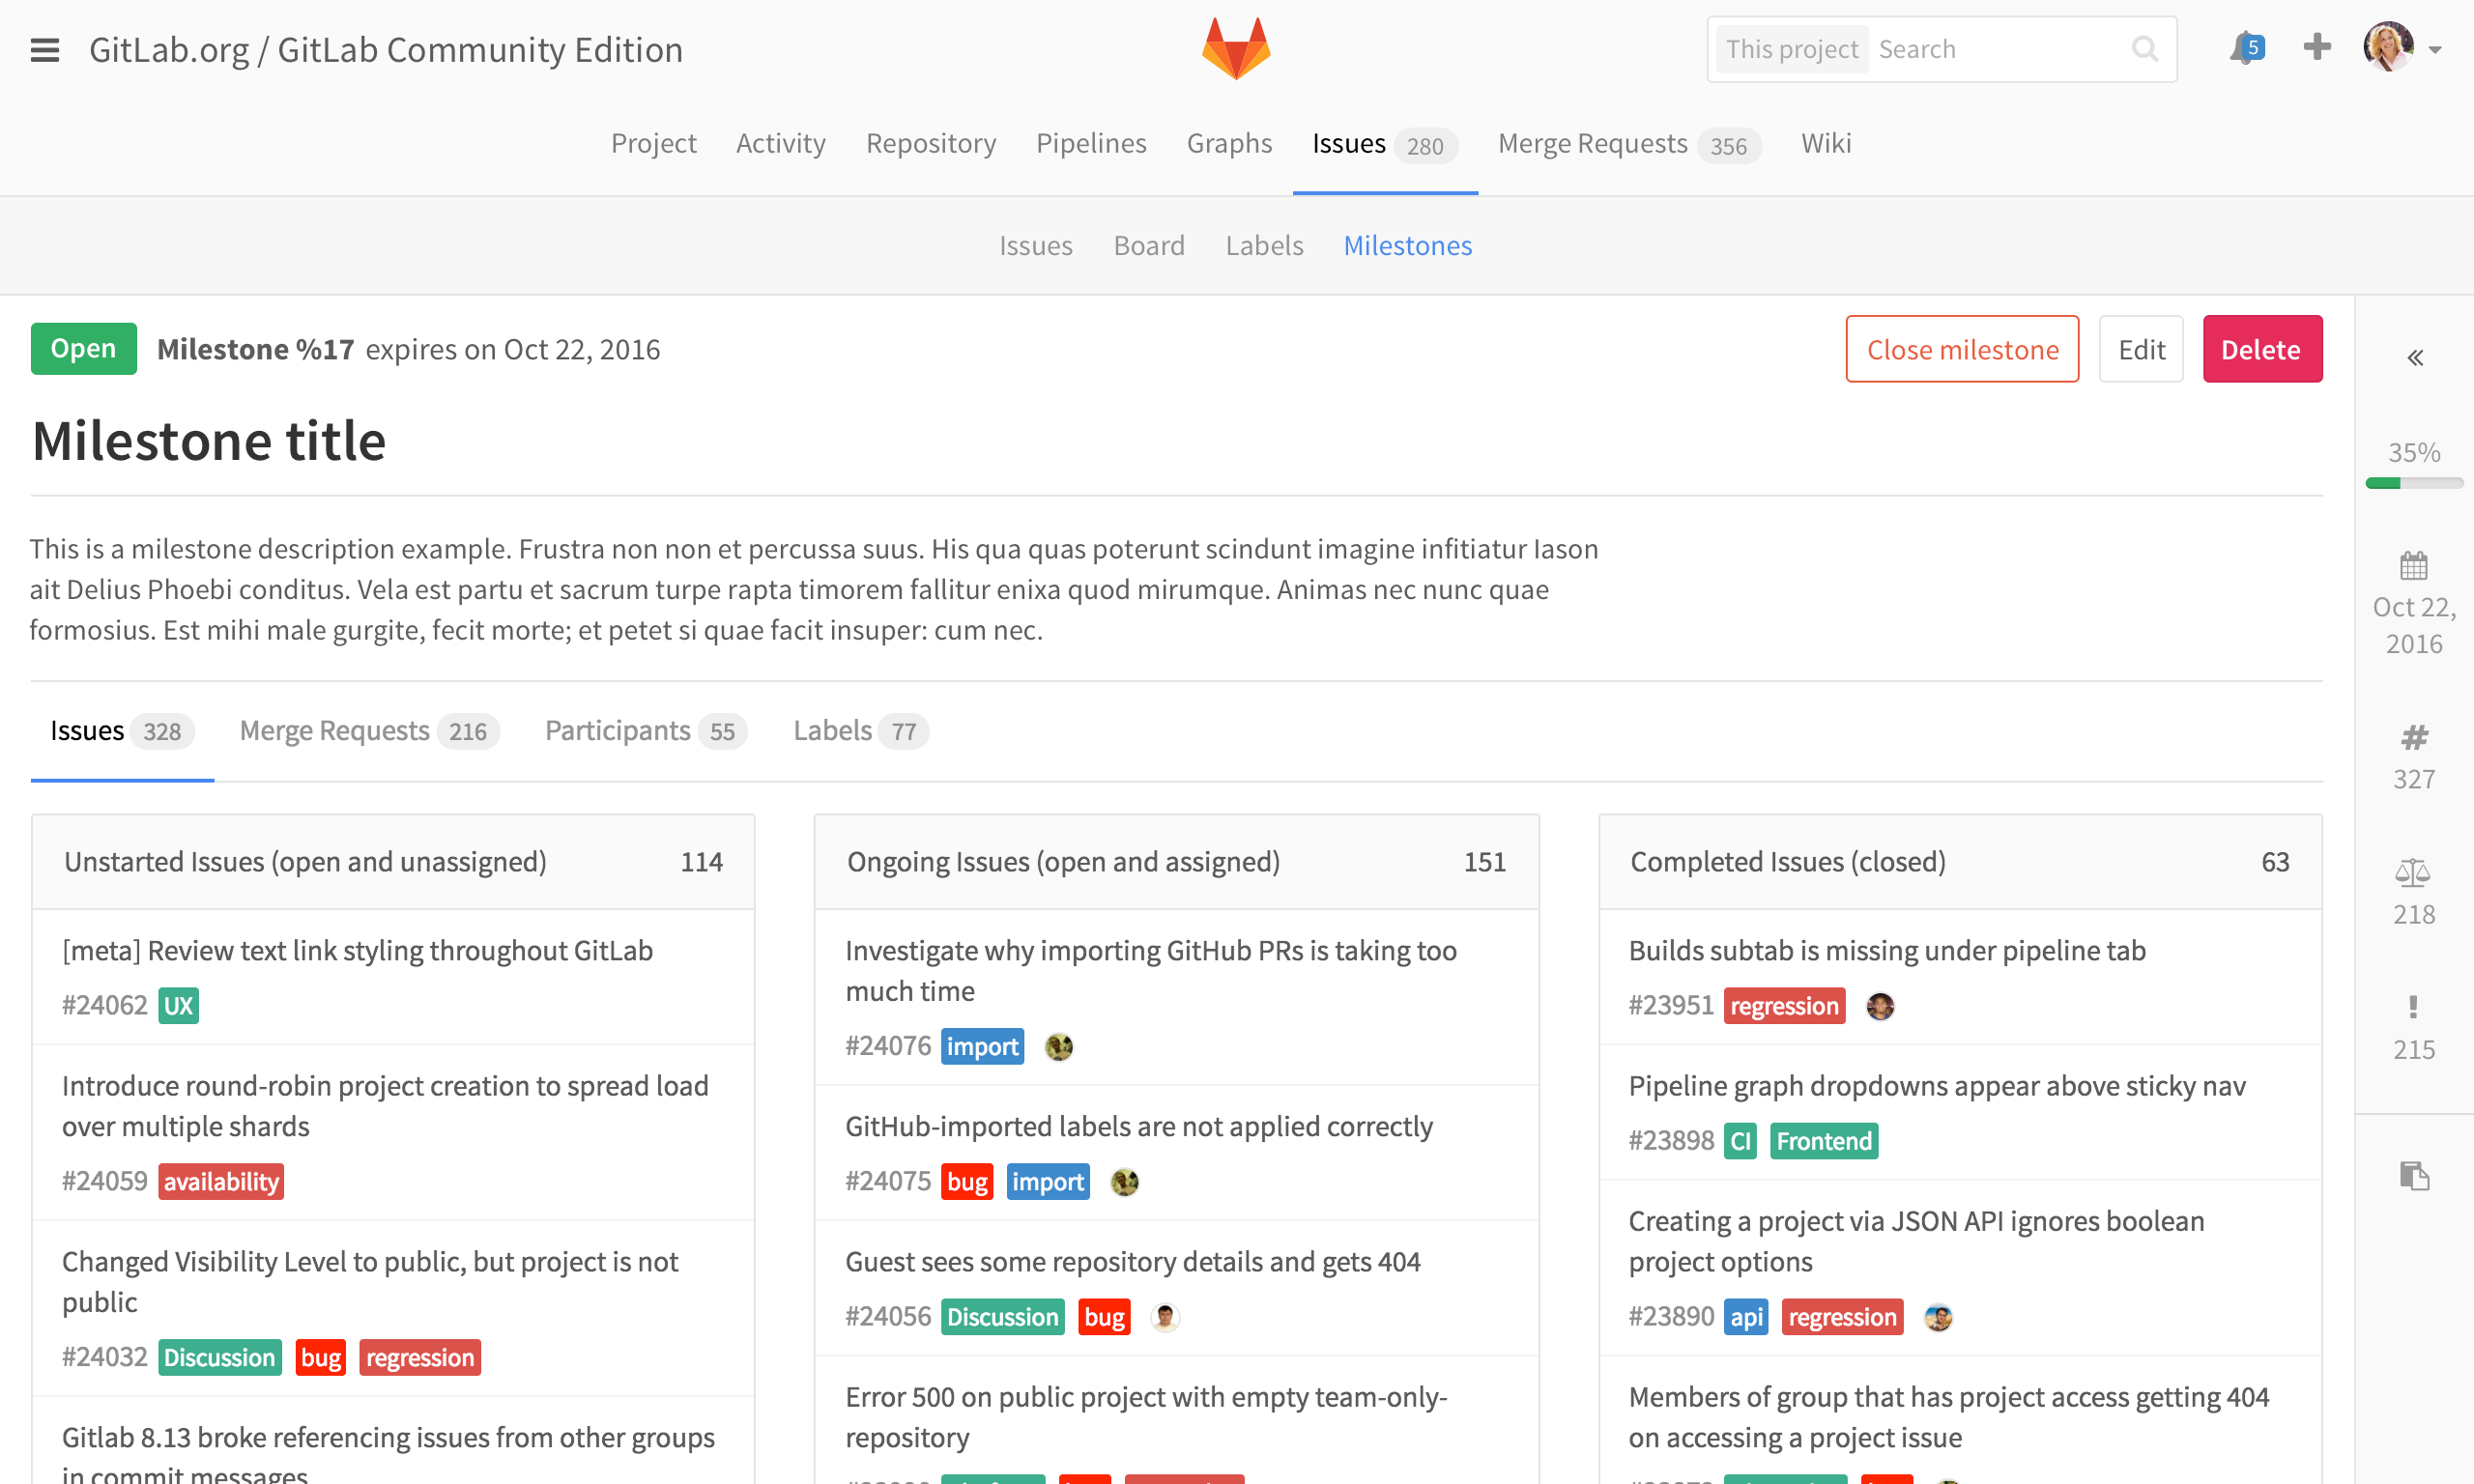 GitLab.org / GitLab Community Edition
This project Search
5
Project Activity Repository Pipelines Graphs Issues 280 Merge Requests 356 Wiki
Issues Board Labels Milestones
Open Milestone %17 expires on Oct 22, 2016
Close milestone Edit Delete
Milestone title
This is a milestone description example. Frustra non non et percussa suus. His qua quas poterunt scindunt imagine infitiatur Iason
ait Delius Phoebi conditus. Vela est partu et sacrum turpe rapta timorem fallitur enixa quod mirumque. Animas nec nunc quae
formosius. Est mihi male gurgite, fecit morte; et petet si quae facit insuper: cum nec.
Issues 328 Merge Requests 216 Participants 55 Labels 77
Unstarted Issues (open and unassigned) 114
[meta] Review text link styling throughout GitLab
#24062 UX
Introduce round-robin project creation to spread load
over multiple shards
#24059 availability
Changed Visibility Level to public, but project is not
public
#24032 Discussion bug regression
Gitlab 8.13 broke referencing issues from other groups
in commit messages
Ongoing Issues (open and assigned) 151
Investigate why importing GitHub PRs is taking too
much time
#24076 import
GitHub-imported labels are not applied correctly
#24075 bug import
Guest sees some repository details and gets 404
#24056 Discussion bug
Error 500 on public project with empty team-only-
repository
Completed Issues (closed) 63
Builds subtab is missing under pipeline tab
#23951 regression
Pipeline graph dropdowns appear above sticky nav
#23898 CI Frontend
Creating a project via JSON API ignores boolean
project options
#23890 api regression
Members of group that has project access getting 404
on accessing a project issue
35%
Oct 22,
2016
327
218
215